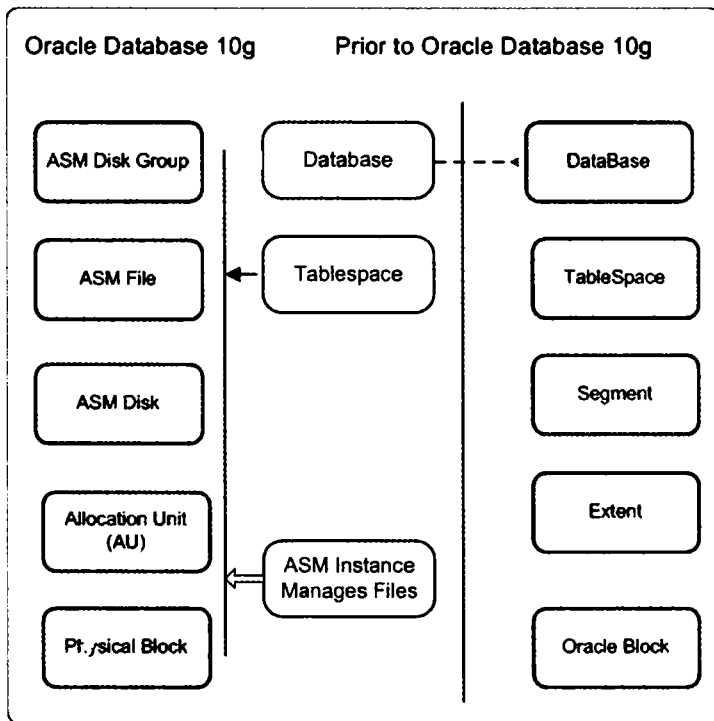 Oracle Database 10g
Prior to Oracle Database 10g
ASM Disk Group
Database
DataBase
ASM File
Tablespace
TableSpace
ASM Disk
Segment
Allocation Unit
(AU)
Extent
ASM Instance
Manages Files
Physical Block
Oracle Block